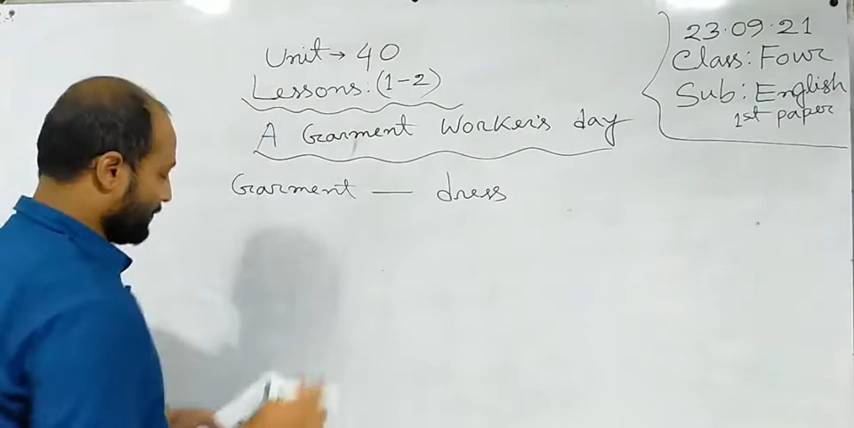 Unit → 40
Lessons: (1-2)
A Garment Worker's day
Garment — dress
23.09.21
Class: Four
Sub: English
1st paper